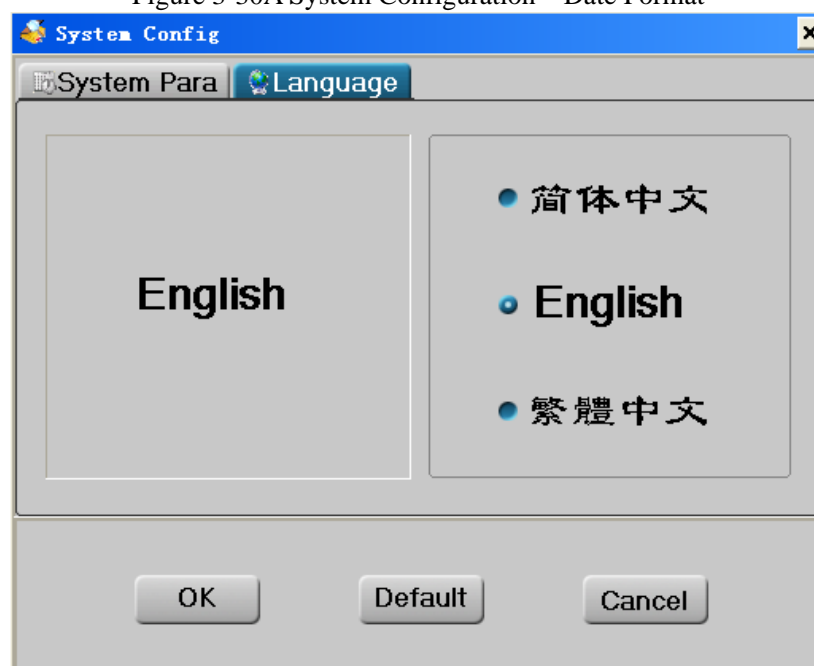 Figure 3-30A System Configuration – Date Format
System Config
System Para
Language
English
简体中文
English
繁體中文
OK
Default
Cancel